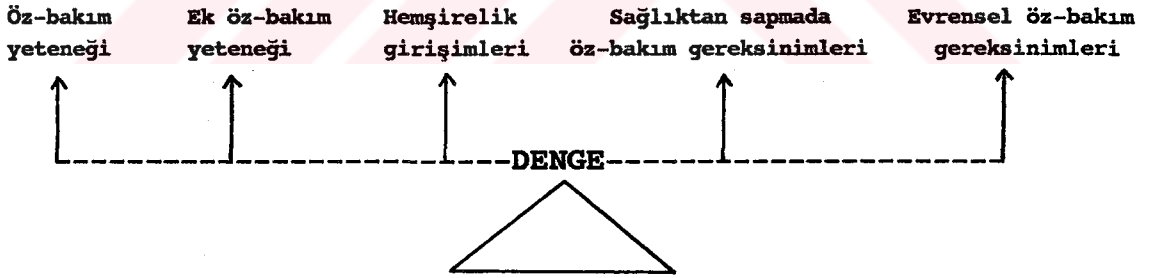 Öz-bakım
yeteneği
Ek öz-bakım
yeteneği
Hemşirelik
girişimleri
Sağlıktan sapmada
öz-bakım gereksinimleri
Evrensel öz-bakım
gereksinimleri
DENGE